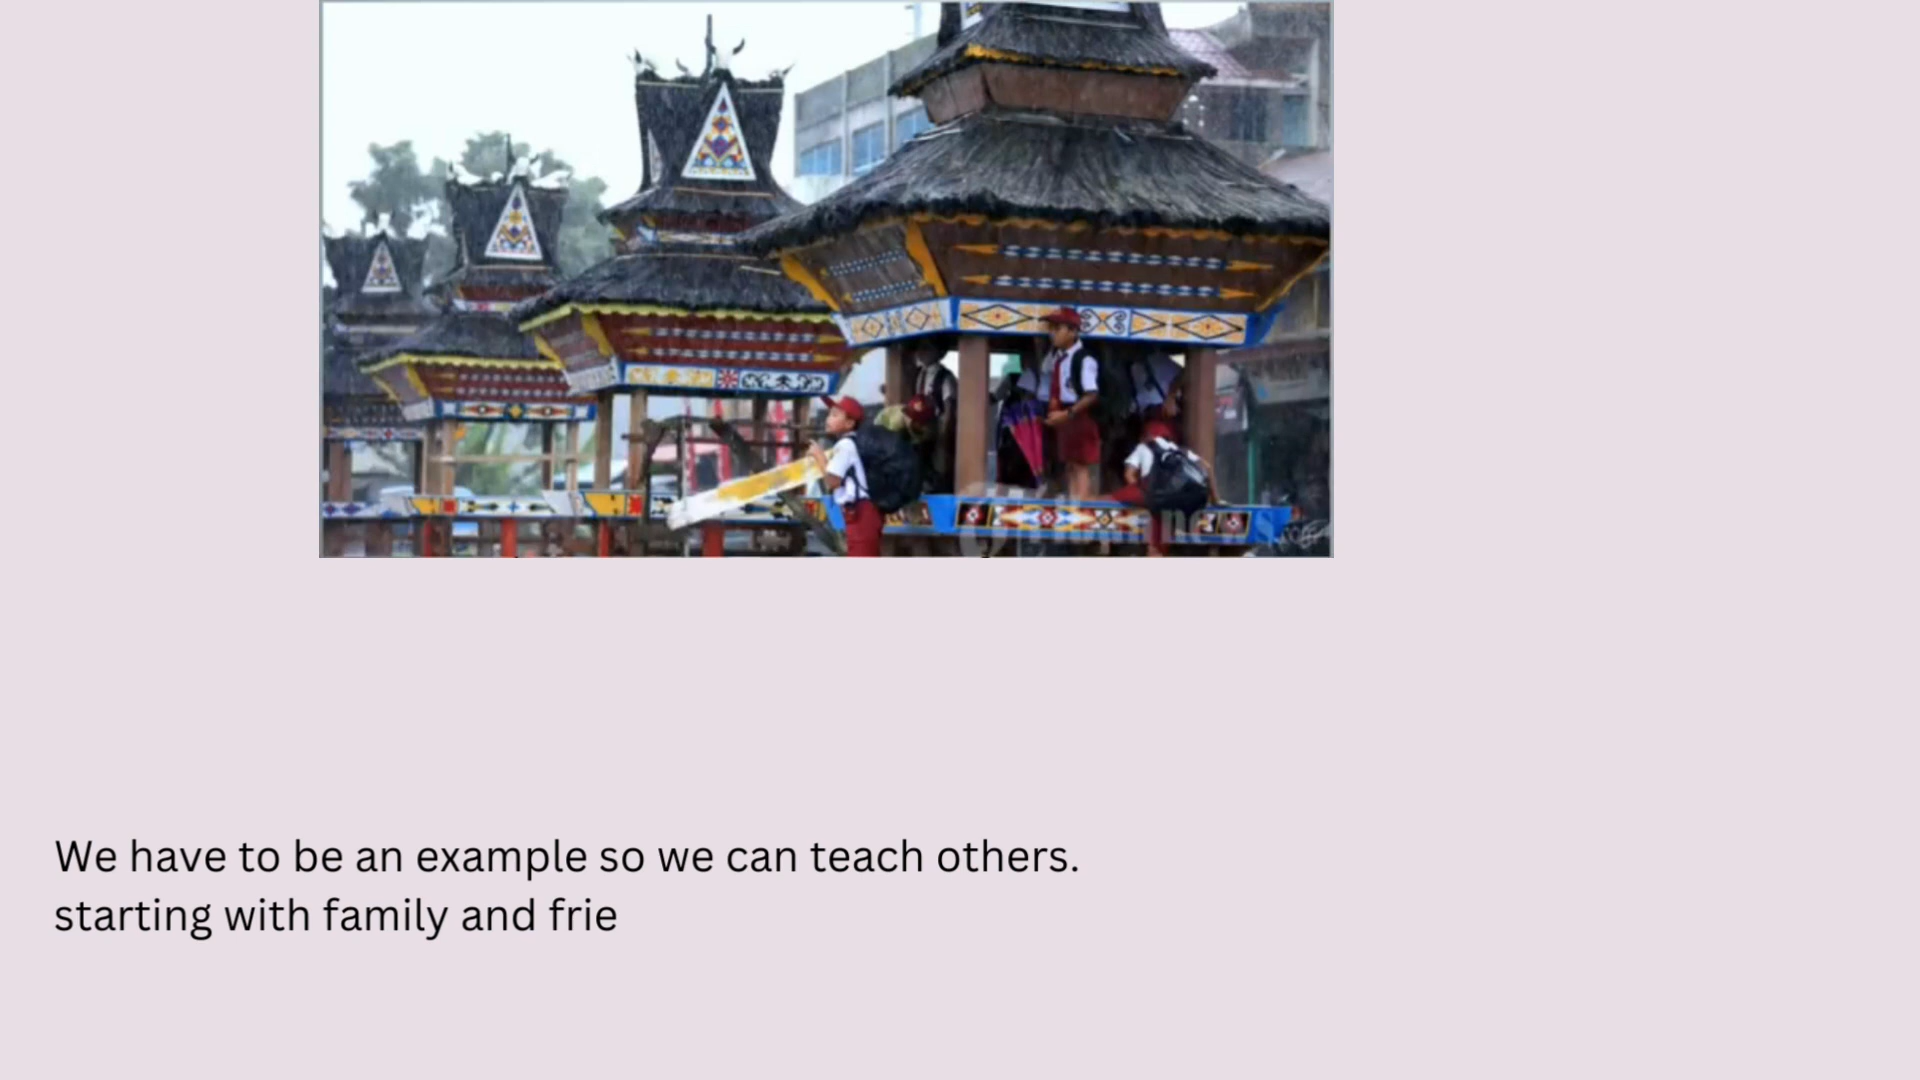 We have to be an example so we can teach others.
starting with family and frie